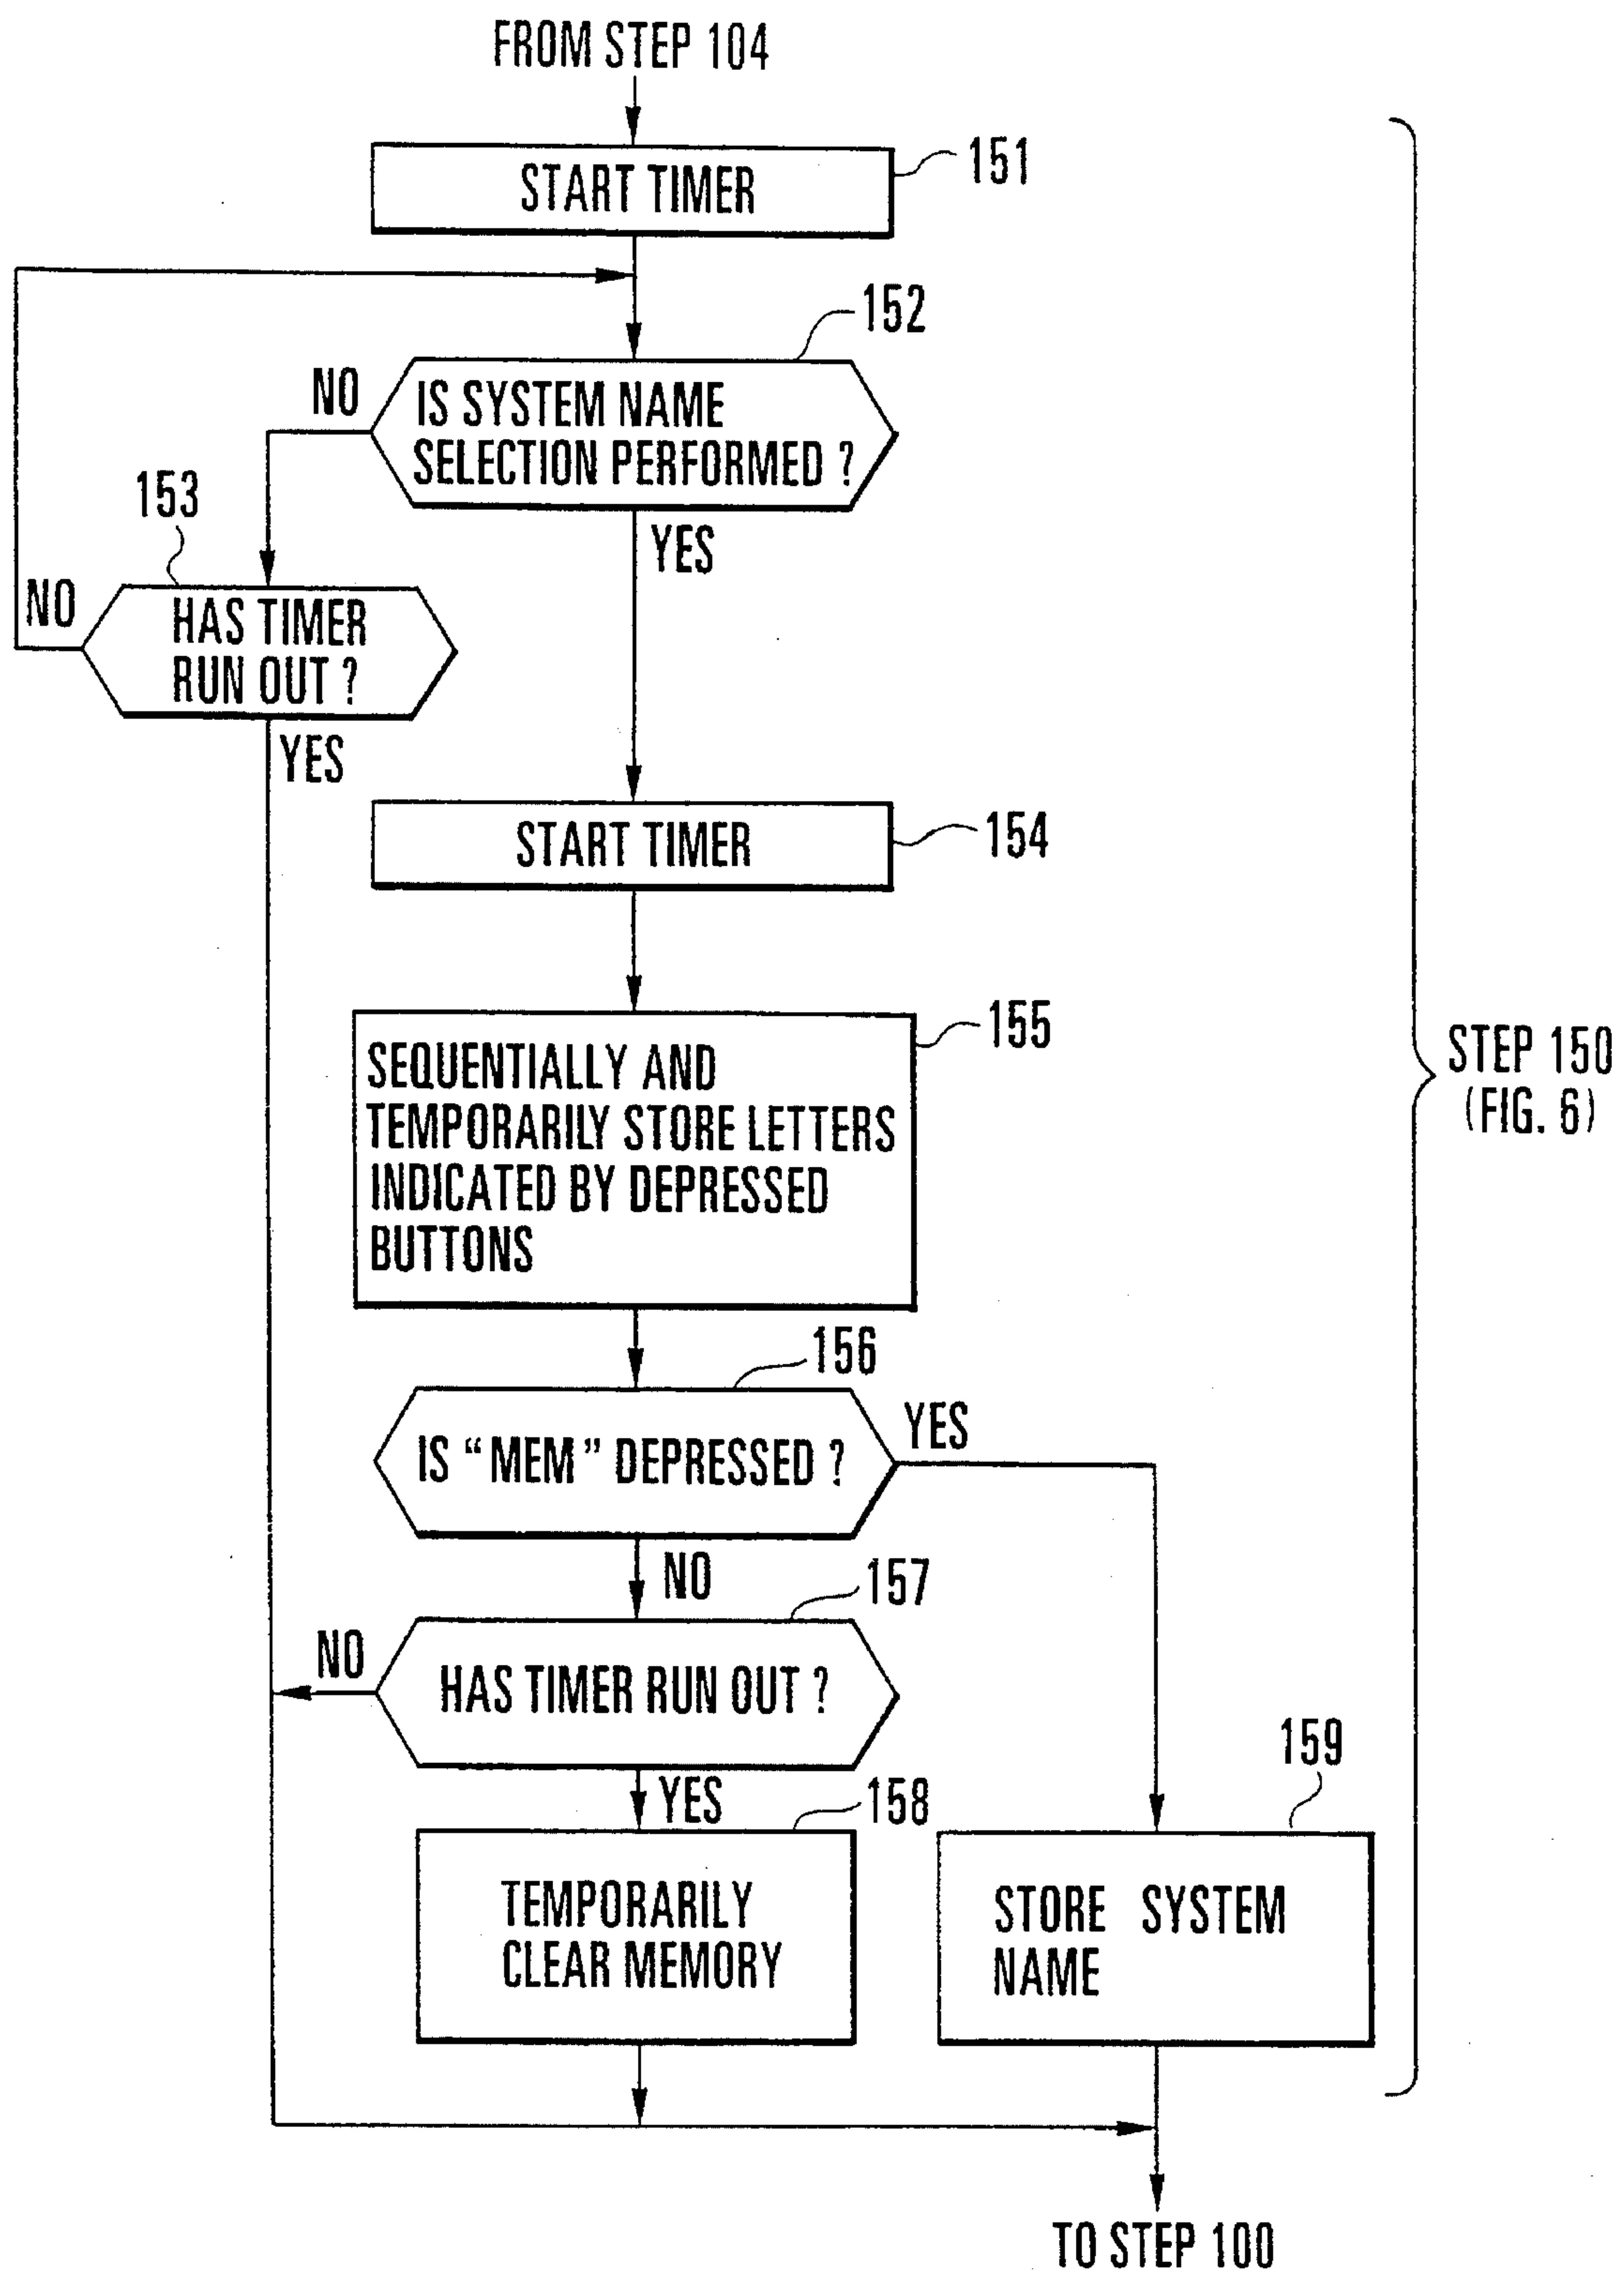 FROM STEP 104
START TIMER
151
152
NO
IS SYSTEM NAME
SELECTION PERFORMED ?
YES
153
NO
HAS TIMER
RUN OUT ?
YES
START TIMER
154
155
SEQUENTIALLY AND
TEMPORARILY STORE LETTERS
INDICATED BY DEPRESSED
BUTTONS
STEP 150
(FIG. 6)
156
IS “MEM” DEPRESSED ?
YES
NO
157
NO
HAS TIMER RUN OUT ?
YES
158
TEMPORARILY
CLEAR MEMORY
159
STORE SYSTEM
NAME
TO STEP 100